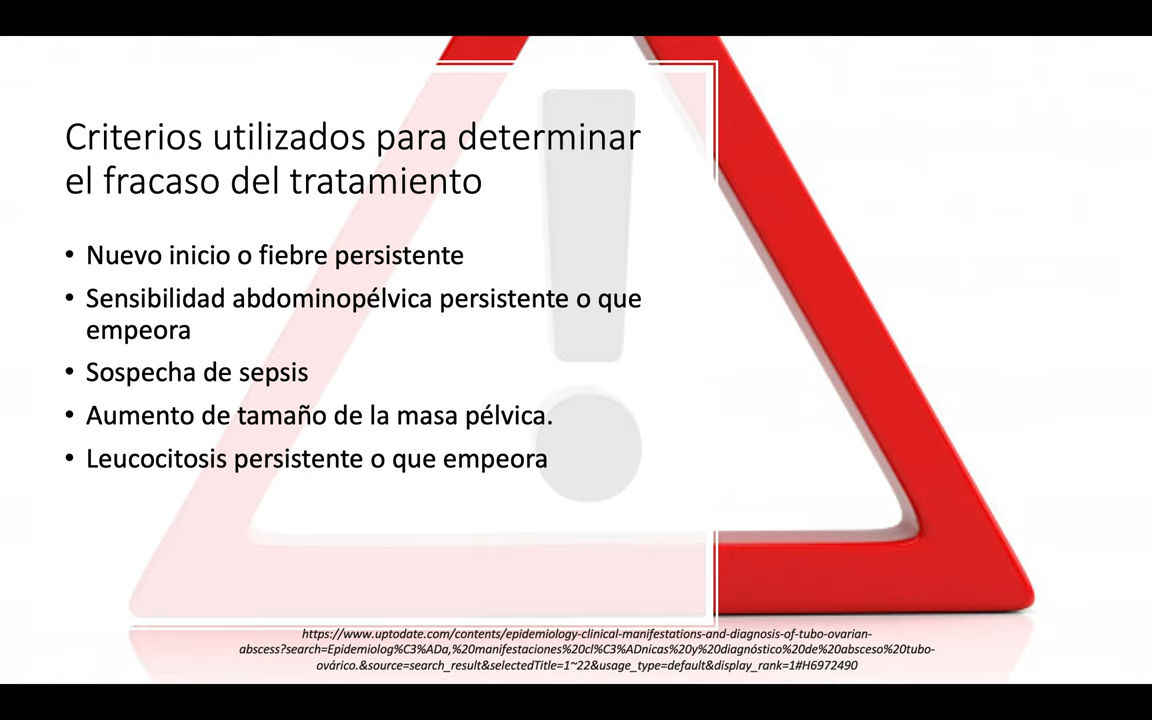 Criterios utilizados para determinar
el fracaso del tratamiento
• Nuevo inicio o fiebre persistente
• Sensibilidad abdominopélvica persistente o que
empeora
• Sospecha de sepsis
• Aumento de tamaño de la masa pélvica.
• Leucocitosis persistente o que empeora
https://www.uptodate.com/contents/epidemiology-clinical-manifestations-and-diagnosis-of-tubo-ovarian-
abscess?search=Epidemiolog%C3%ADa,%20manifestaciones%20cl%C3%ADnicas%20y%20diagnóstico%20de%20absceso%20tubo-
ovárico.&source=search_result&selectedTitle=1~22&usage_type=default&display_rank=1#H6972490